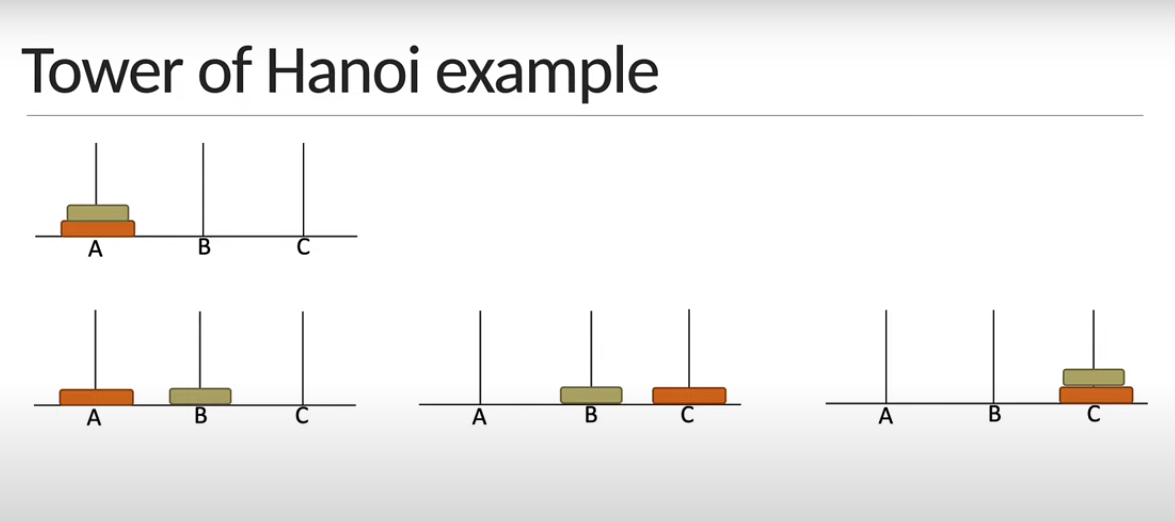 Tower of Hanoi example
A B C
A B C A B C A B C